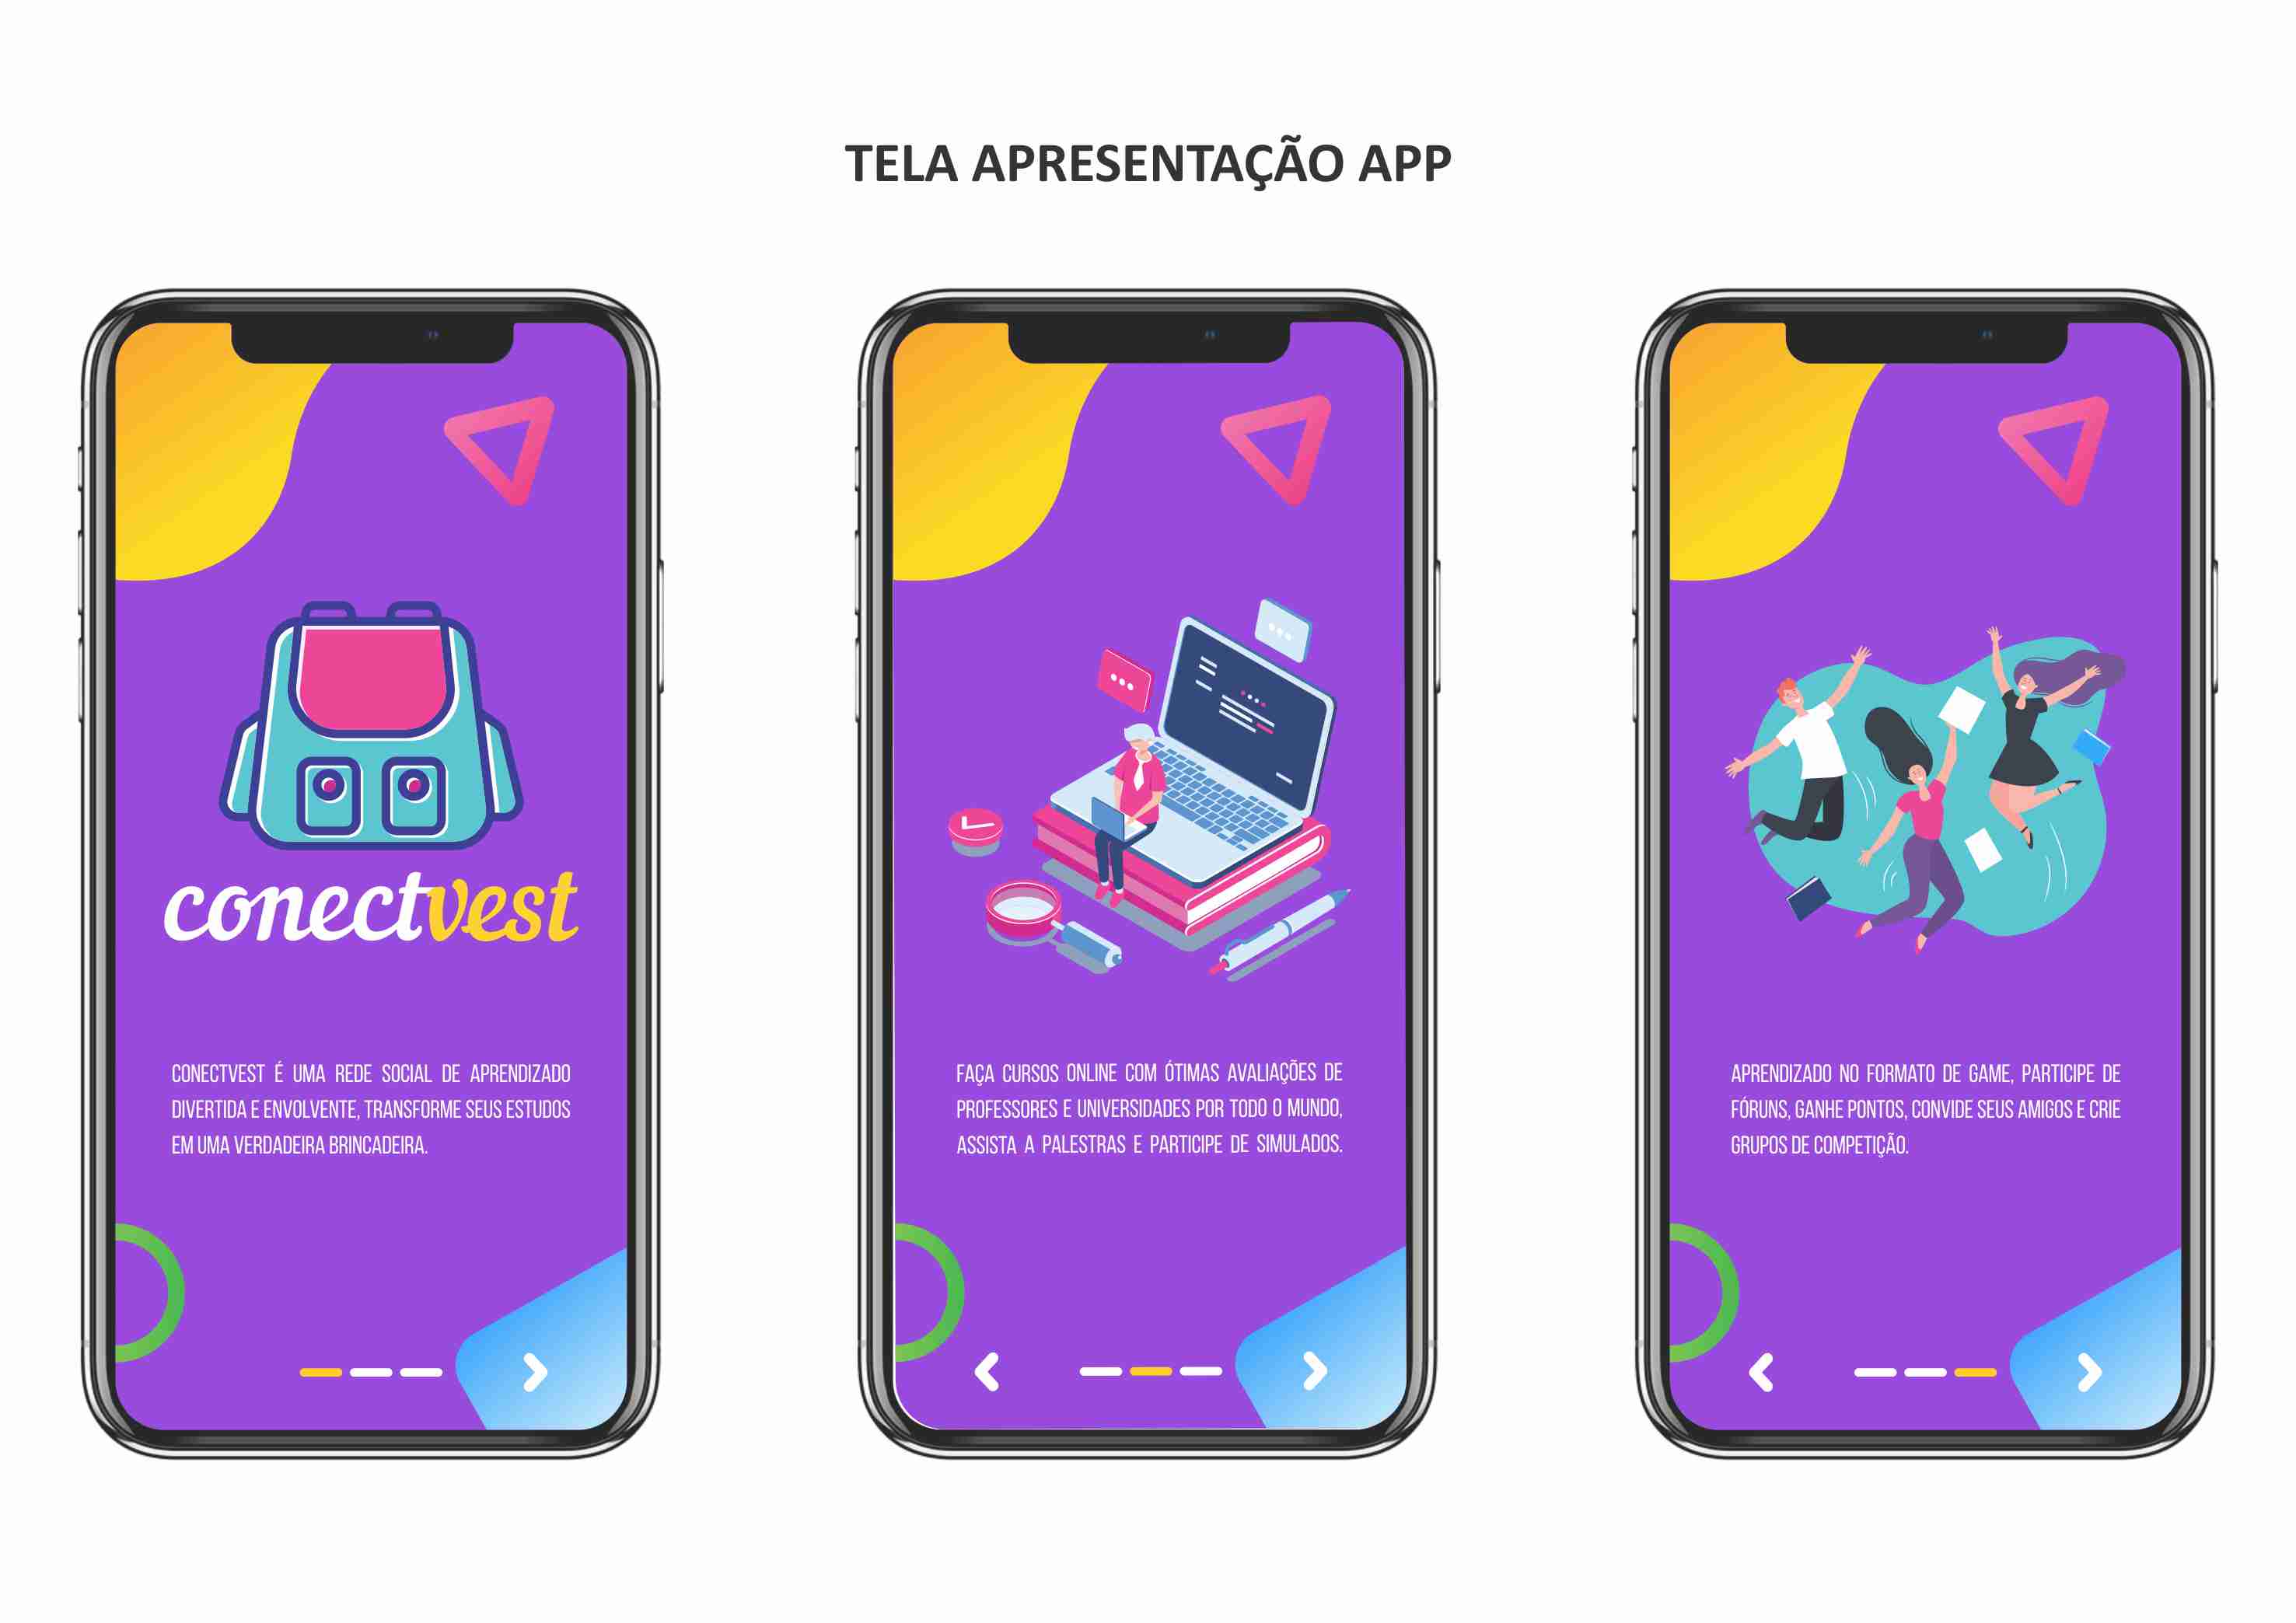 TELA APRESENTAÇÃO APP
conectvest
CONECTVEST É UMA REDE SOCIAL DE APRENDIZADO
DIVERTIDA E ENVOLVENTE, TRANSFORME SEUS ESTUDOS
EM UMA VERDADEIRA BRINCADEIRA.
FAÇA CURSOS ONLINE COM ÓTIMAS AVALIAÇÕES DE
PROFESSORES E UNIVERSIDADES POR TODO O MUNDO,
ASSISTA A PALESTRAS E PARTICIPE DE SIMULADOS.
APRENDIZADO NO FORMATO DE GAME, PARTICIPE DE
FÓRUNS, GANHE PONTOS, CONVIDE SEUS AMIGOS E CRIE
GRUPOS DE COMPETIÇÃO.